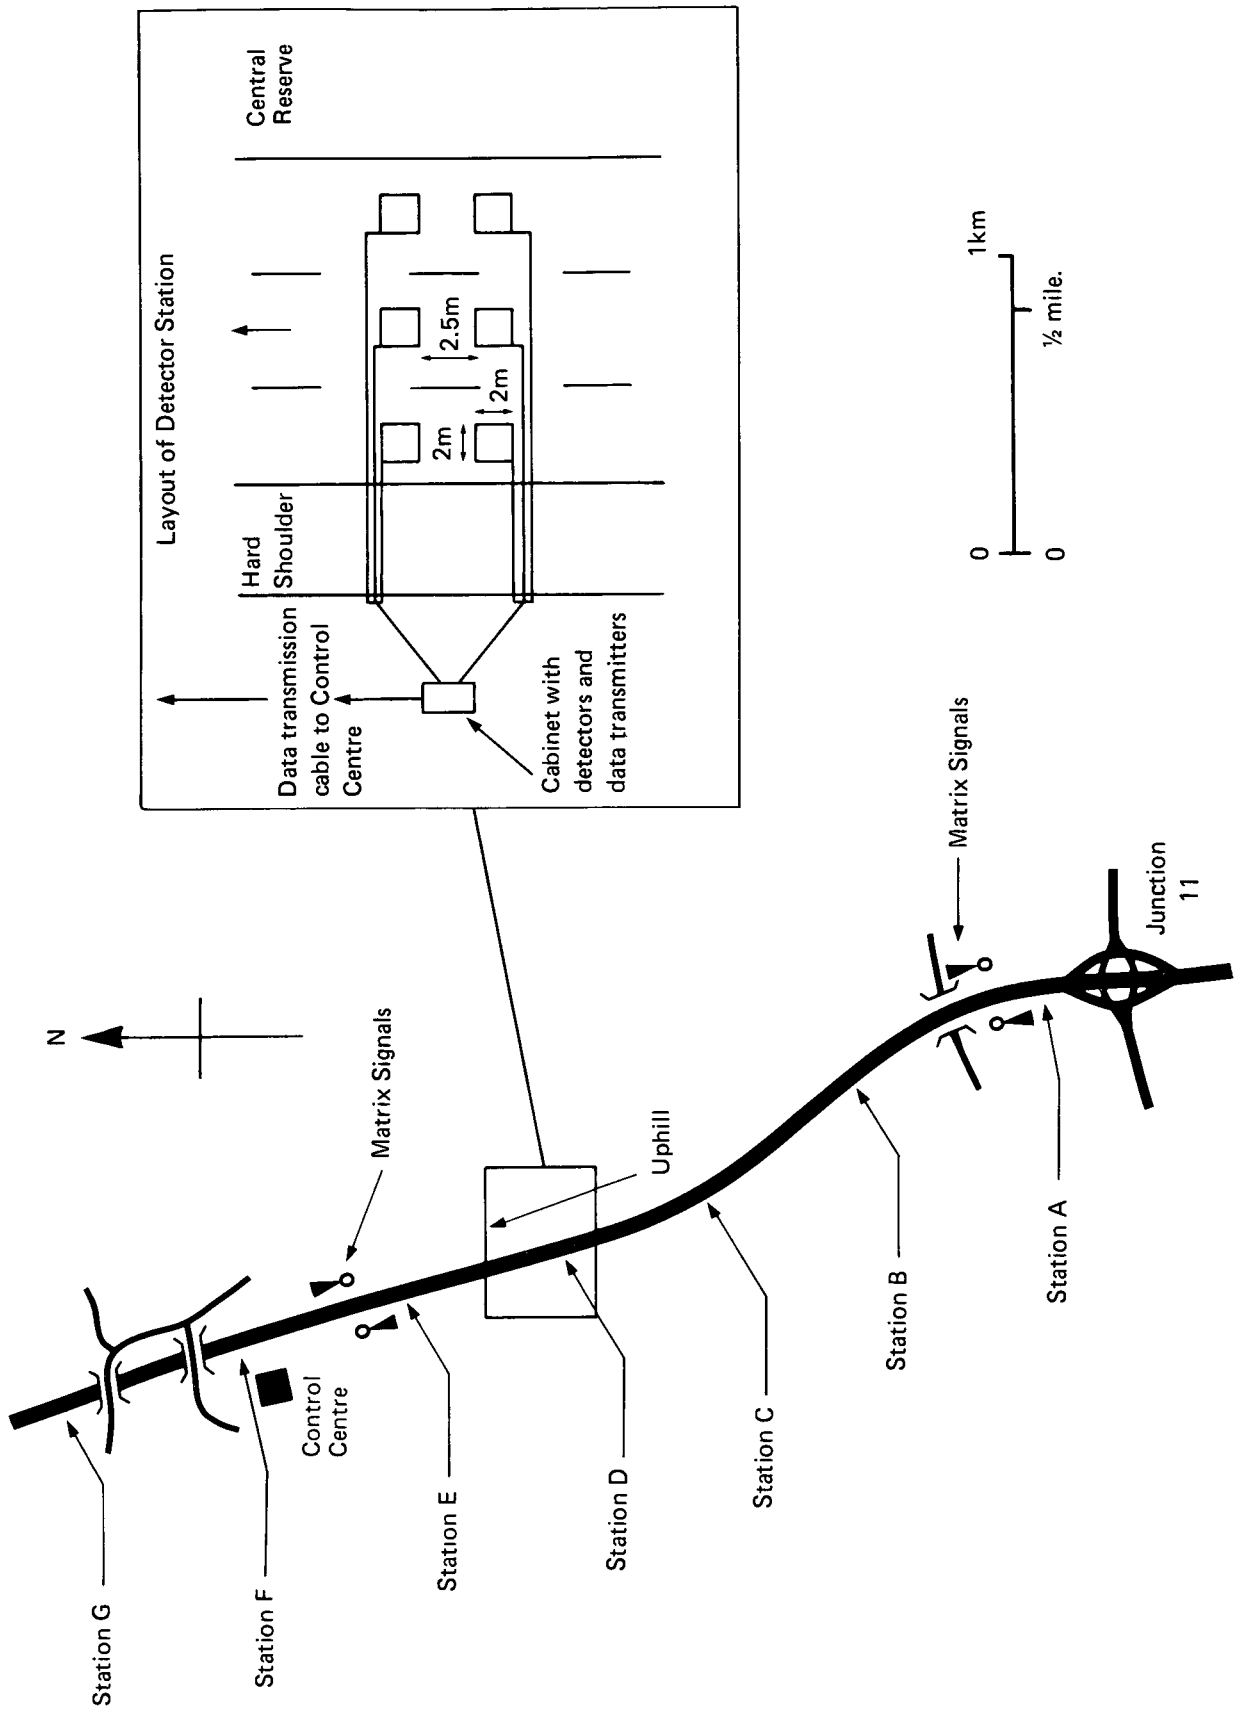 Layout of Detector Station
Central
Reserve
Hard
Shoulder
2.5m
2m
2m
Data transmission
cable to Control
Centre
Cabinet with
detectors and
data transmitters
N
Matrix Signals
Uphill
Control
Centre
Station G
Station F
Station E
Station D
Station C
Station B
Station A
Matrix Signals
Junction
11
0
1km
0
½ mile.